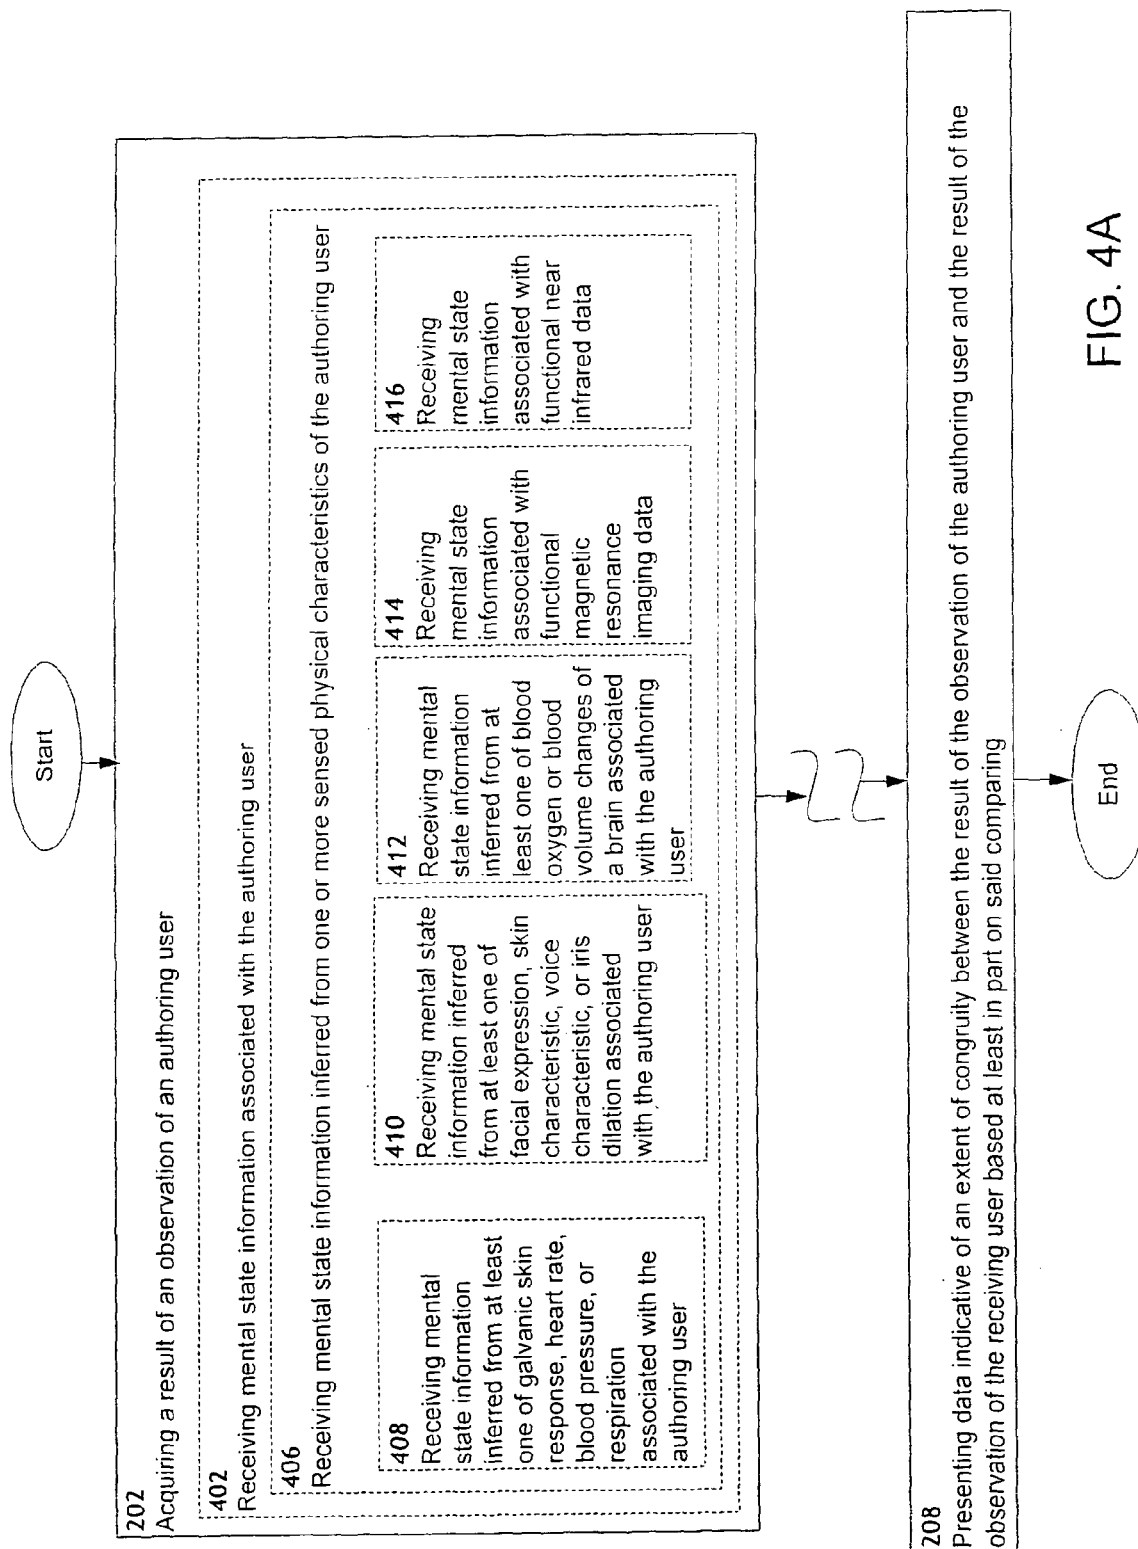 Start
202
Acquiring a result of an observation of an authoring user
402
Receiving mental state information associated with the authoring user
406
Receiving mental state information inferred from one or more sensed physical characteristics of the authoring user
408
Receiving mental
state information
inferred from at least
one of galvanic skin
response, heart rate,
blood pressure, or
respiration
associated with the
authoring user
410
Receiving mental state
information inferred
from at least one of
facial expression, skin
characteristic, voice
characteristic, or iris
dilation associated
with the authoring user
412
Receiving mental
state information
inferred from at
least one of blood
oxygen or blood
volume changes of
a brain associated
with the authoring
user
414
Receiving
mental state
information
associated with
functional
magnetic
resonance
imaging data
416
Receiving
mental state
information
associated with
functional near
infrared data
208
Presenting data indicative of an extent of congruity between the result of the observation of the authoring user and the result of the
observation of the receiving user based at least in part on said comparing
End
FIG. 4A